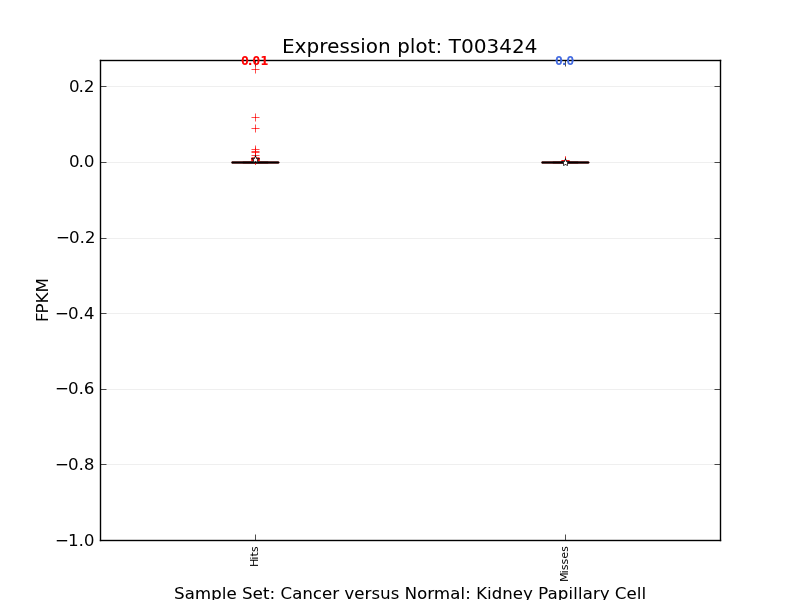 Expression plot: T003424
0.01
0.0
0.2
0.0
−0.2
−0.4
−0.6
−0.8
−1.0
FPKM
Hits
Misses
Sample Set: Cancer versus Normal: Kidney Papillary Cell